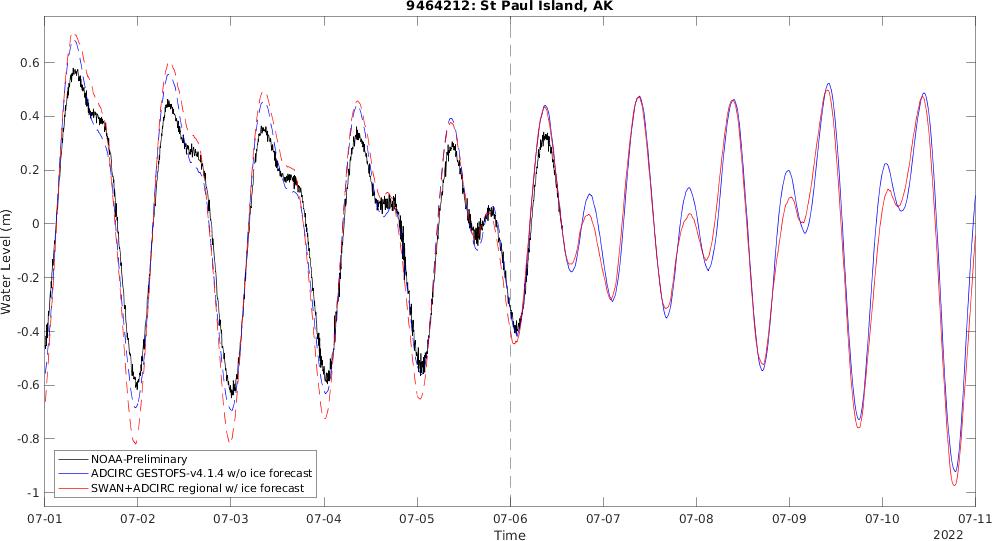 9464212: St Paul Island, AK
Water Level (m)
0.6
0.4
0.2
0
-0.2
-0.4
-0.6
-0.8
-1
NOAA-Preliminary
ADCIRC GESTOFS-v4.1.4 w/o ice forecast
SWAN+ADCIRC regional w/ ice forecast
07-01 07-02 07-03 07-04 07-05 07-06 07-07 07-08 07-09 07-10 07-11
Time
2022